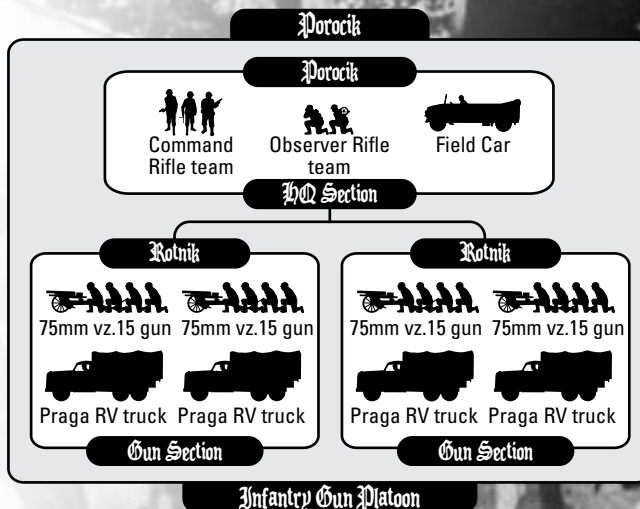 Porocik
Porocik
Command
Rifle team
Observer Rifle
team
Field Car
HQ Section
Rotnik
75mm vz.15 gun
75mm vz.15 gun
Praga RV truck
Praga RV truck
Gun Section
Rotnik
75mm vz.15 gun
75mm vz.15 gun
Praga RV truck
Praga RV truck
Gun Section
Infantry Gun Platoon